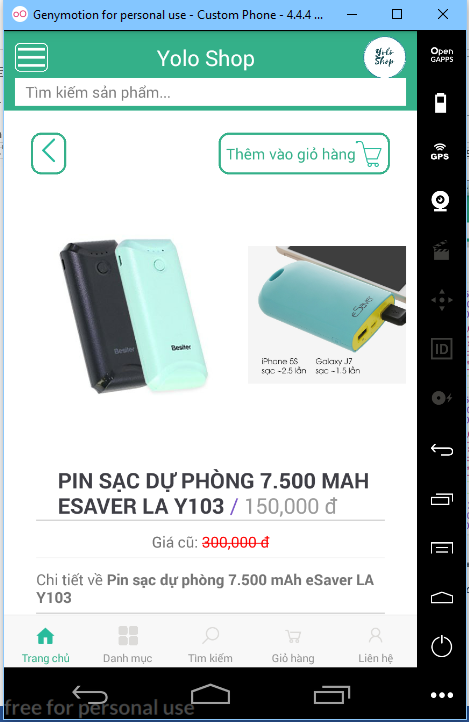 Genymotion for personal use - Custom Phone - 4.4.4 ...
Yolo Shop
Yolo
Shop
Tìm kiếm sản phẩm...
Thêm vào giỏ hàng
Besiter
Besiter
eSaver
iPhone 5S
sạc ~2.5 lần
Galaxy J7
sạc ~1.5 lần
PIN SẠC DỰ PHÒNG 7.500 MAH
ESAVER LA Y103 / 150,000 đ
Giá cũ: 300,000 đ
Chi tiết về Pin sạc dự phòng 7.500 mAh eSaver LA
Y103
Trang chủ
Danh mục
Tìm kiếm
Giỏ hàng
Liên hệ
free for personal use
Open
GAPPS
GPS
ID